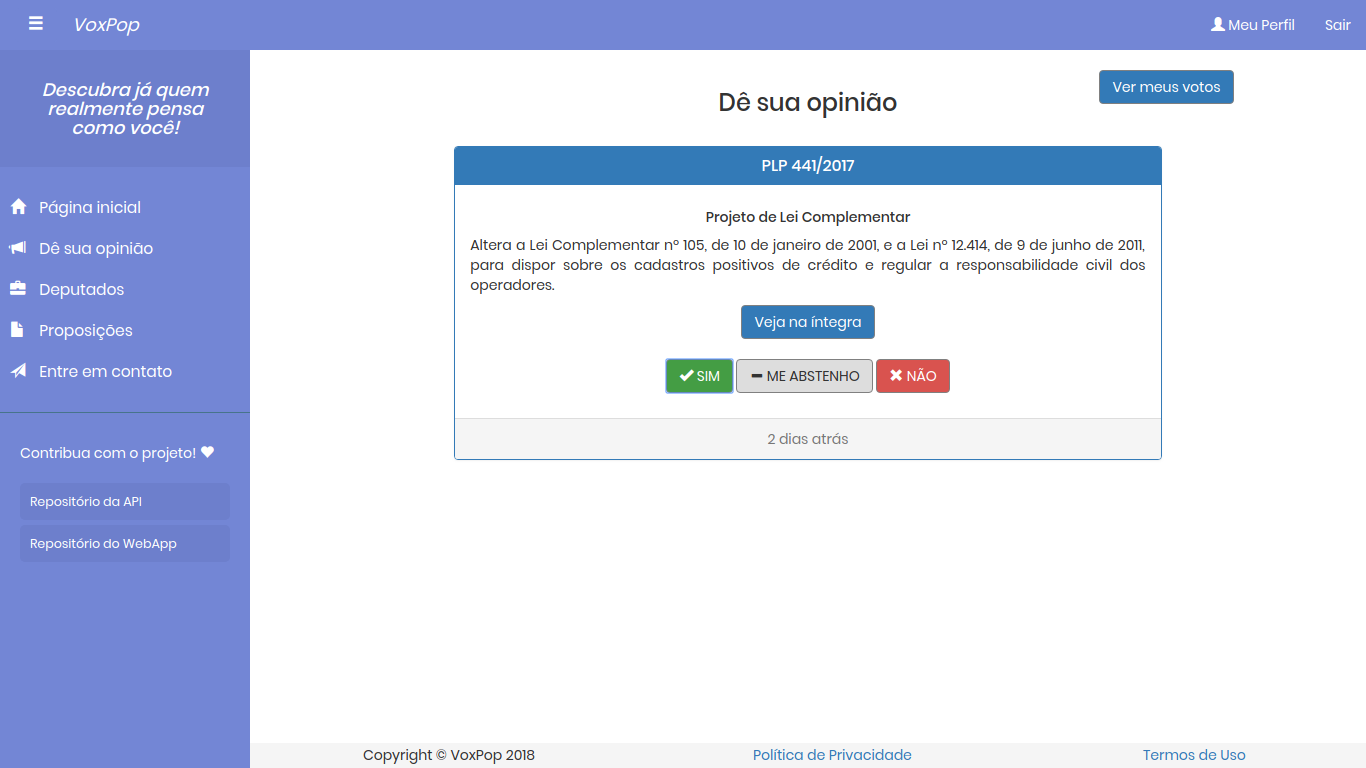 VoxPop
Meu Perfil
Sair
Descubra já quem
realmente pensa
como você!
Página inicial
Dê sua opinião
Deputados
Proposições
Entre em contato
Contribua com o projeto!
Repositório da API
Repositório do WebApp
Ver meus votos
Dê sua opinião
PLP 441/2017
Projeto de Lei Complementar
Altera a Lei Complementar nº 105, de 10 de janeiro de 2001, e a Lei nº 12.414, de 9 de junho de 2011,
para dispor sobre os cadastros positivos de crédito e regular a responsabilidade civil dos
operadores.
Veja na íntegra
SIM
ME ABSTENHO
NÃO
2 dias atrás
Copyright © VoxPop 2018
Política de Privacidade
Termos de Uso